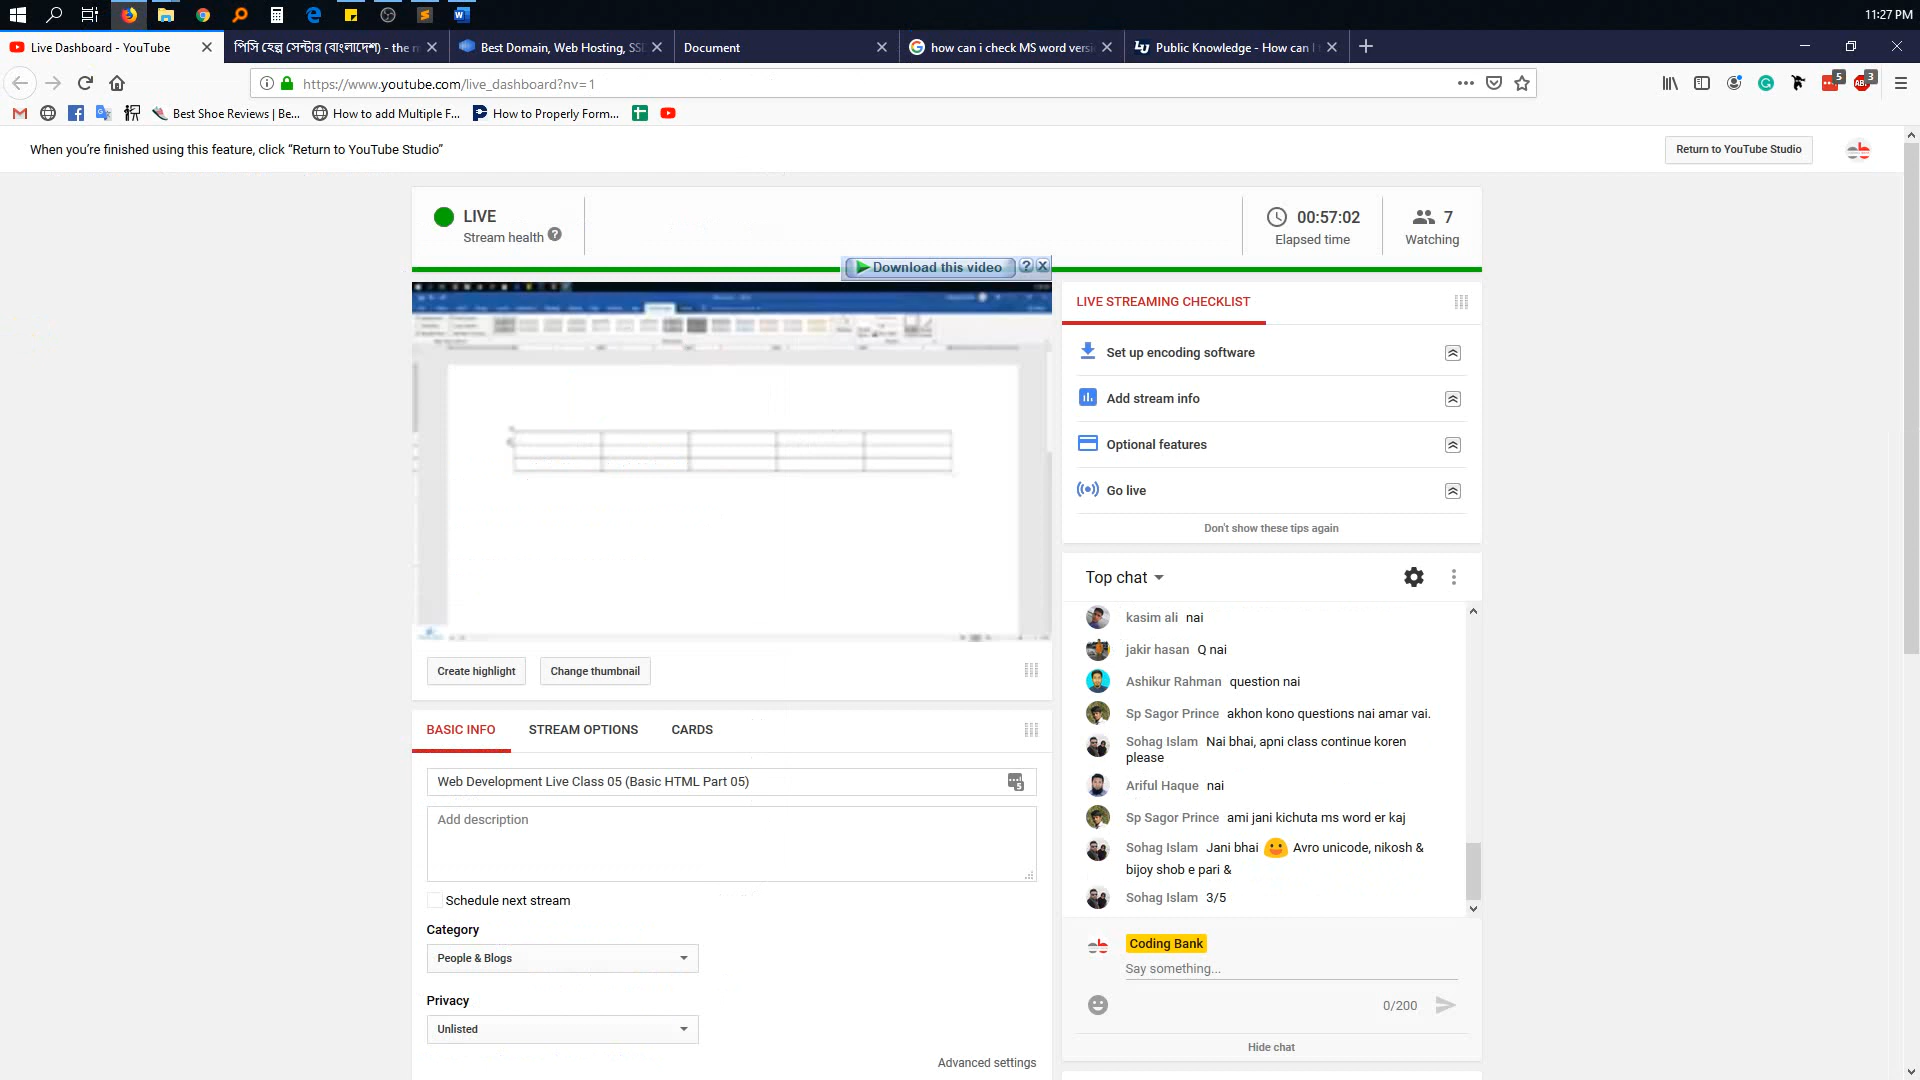 11:27 PM
Live Dashboard - YouTube
পিসি হেল্প সেন্টার (বাংলাদেশ) - the m
Best Domain, Web Hosting, SS
Document
how can i check MS word versi
Public Knowledge - How can I
https://www.youtube.com/live_dashboard?nv=1
5
3
Best Shoe Reviews | Be...
How to add Multiple F...
How to Properly Form...
When you're finished using this feature, click “Return to YouTube Studio”
Return to YouTube Studio
LIVE
Stream health
00:57:02
Elapsed time
7
Watching
Download this video
LIVE STREAMING CHECKLIST
Set up encoding software
Add stream info
Optional features
Go live
Don't show these tips again
Create highlight
Change thumbnail
BASIC INFO
STREAM OPTIONS
CARDS
Web Development Live Class 05 (Basic HTML Part 05)
Add description
Schedule next stream
Category
People & Blogs
Privacy
Unlisted
Advanced settings
Top chat
kasim ali nai
jakir hasan Q nai
Ashikur Rahman question nai
Sp Sagor Prince akhon kono questions nai amar vai.
Sohag Islam Nai bhai, apni class continue koren
please
Ariful Haque nai
Sp Sagor Prince ami jani kichuta ms word er kaj
Sohag Islam Jani bhai Avro unicode, nikosh &
bijoy shob e pari &
Sohag Islam 3/5
Coding Bank
Say something...
0/200
Hide chat